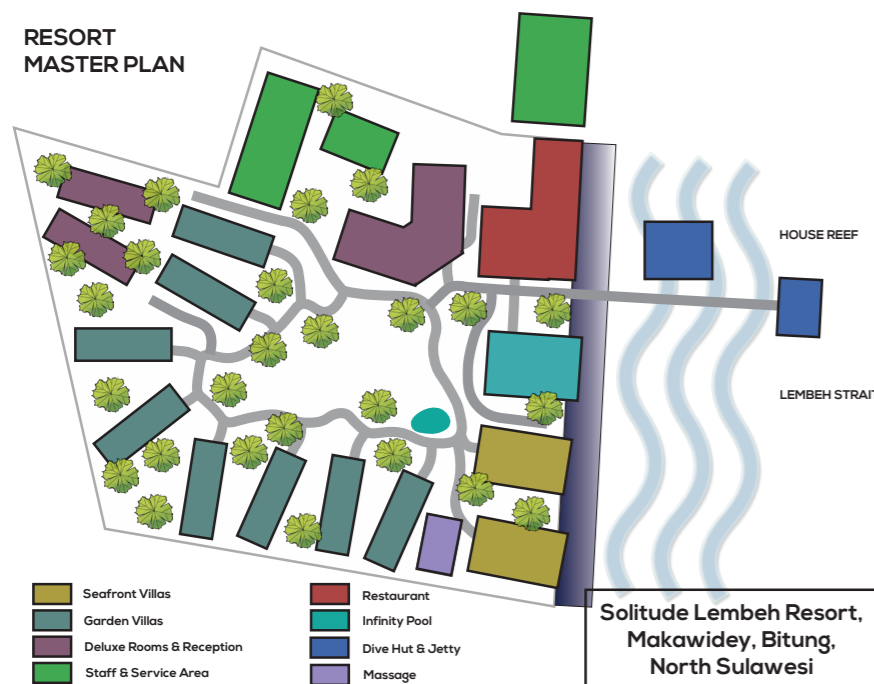 RESORT
MASTER PLAN
HOUSE REEF
LEMBEH STRAIT
Seafront Villas
Garden Villas
Deluxe Rooms & Reception
Staff & Service Area
Restaurant
Infinity Pool
Dive Hut & Jetty
Massage
Solitude Lembeh Resort,
Makawidey, Bitung,
North Sulawesi